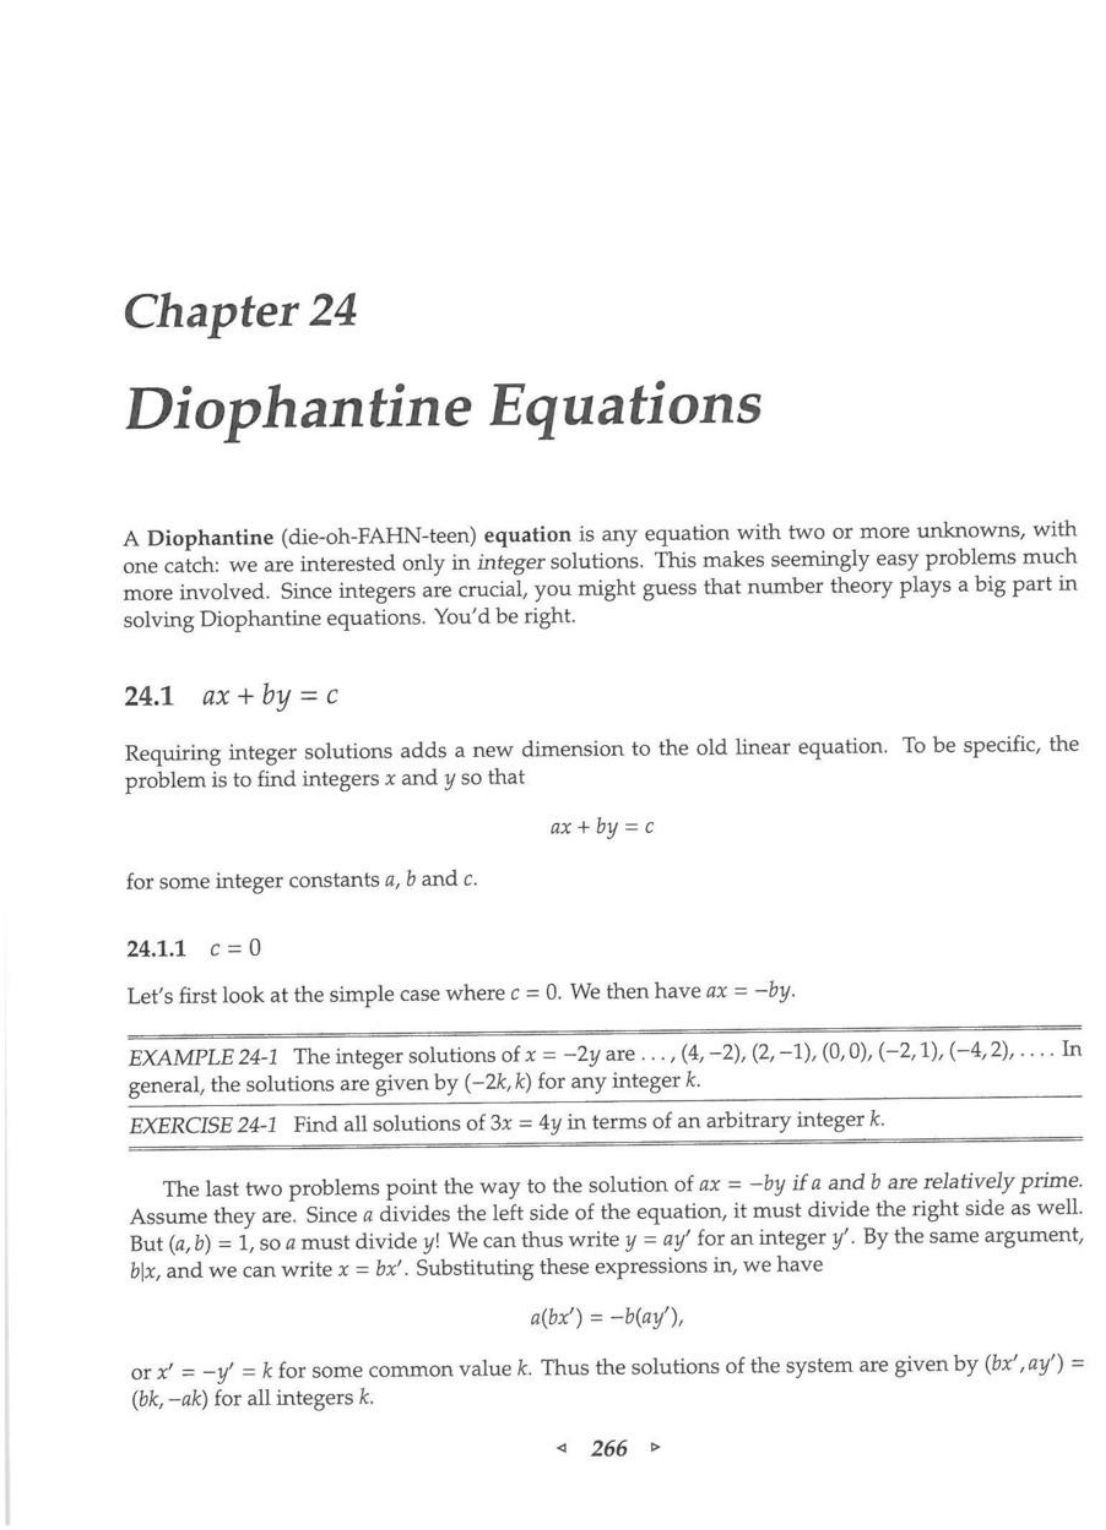 Chapter 24
Diophantine Equations
A Diophantine (die-oh-FAHN-teen) equation is any equation with two or more unknowns, with
one catch: we are interested only in integer solutions. This makes seemingly easy problems much
more involved. Since integers are crucial, you might guess that number theory plays a big part in
solving Diophantine equations. You'd be right.
24.1 ax + by = c
Requiring integer solutions adds a new dimension to the old linear equation. To be specific, the
problem is to find integers x and y so that
ax + by = c
for some integer constants a, b and c.
24.1.1 c = 0
Let's first look at the simple case where c = 0. We then have ax = −by.
EXAMPLE 24-1 The integer solutions of x = −2y are . . . , (4, −2), (2, −1), (0, 0), (−2, 1), (−4, 2), . . . . In
general, the solutions are given by (−2k, k) for any integer k.
EXERCISE 24-1 Find all solutions of 3x = 4y in terms of an arbitrary integer k.
The last two problems point the way to the solution of ax = −by if a and b are relatively prime.
Assume they are. Since a divides the left side of the equation, it must divide the right side as well.
But (a, b) = 1, so a must divide y! We can thus write y = ay′ for an integer y′. By the same argument,
b|x, and we can write x = bx′. Substituting these expressions in, we have
a(bx′) = −b(ay′),
or x′ = −y′ = k for some common value k. Thus the solutions of the system are given by (bx′, ay′) =
(bk, −ak) for all integers k.
◁ 266 ▷